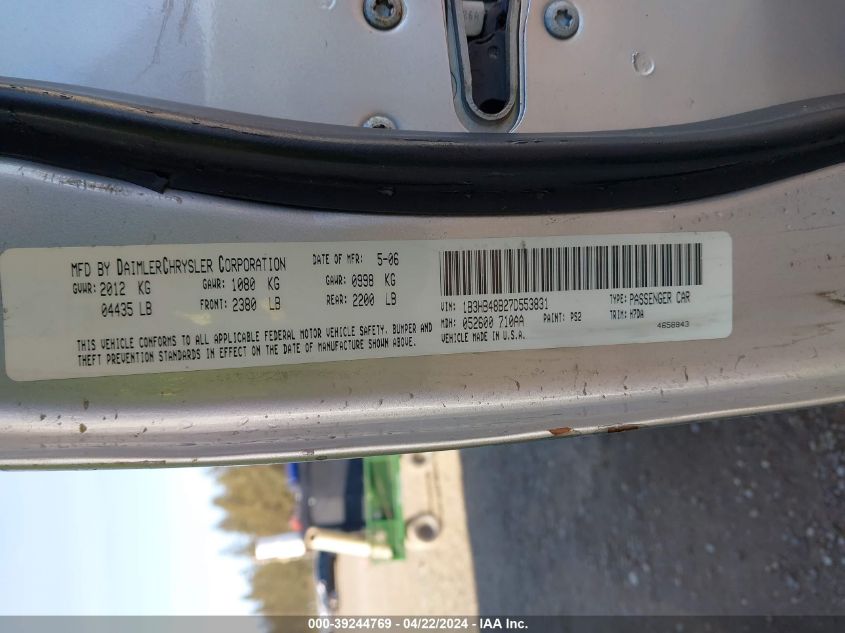 86A
MFD BY DAIMLERCHRYSLER CORPORATION DATE OF MFR: 5-06
GVWR: 2012 KG GAWR: 1080 KG GAWR: 0998 KG
04435 LB FRONT: 2380 LB REAR: 2200 LB
THIS VEHICLE CONFORMS TO ALL APPLICABLE FEDERAL MOTOR VEHICLE SAFETY, BUMPER AND
THEFT PREVENTION STANDARDS IN EFFECT ON THE DATE OF MANUFACTURE SHOWN ABOVE.
VIN: 1B3HB48B27D553831 TYPE: PASSENGER CAR
MDH: 052600 710AA PAINT: PS2 TRIM: H7DA
VEHICLE MADE IN U.S.A. 4658943
000-39244769 - 04/22/2024 - IAA Inc.